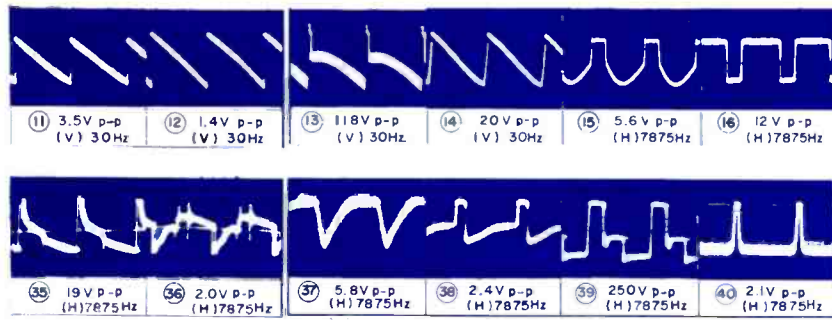 11 3.5V p-p
(V) 30Hz
12 1.4V p-p
(V) 30Hz
13 118V p-p
(V) 30Hz
14 20V p-p
(V) 30Hz
15 5.6V p-p
(H)7875Hz
16 12V p-p
(H)7875Hz
35 19V p-p
(H)7875Hz
36 2.0V p-p
(H)7875Hz
37 5.8V p-p
(H)7875Hz
38 2.4V p-p
(H)7875Hz
39 250V p-p
(H)7875Hz
40 2.1V p-p
(H)7875Hz